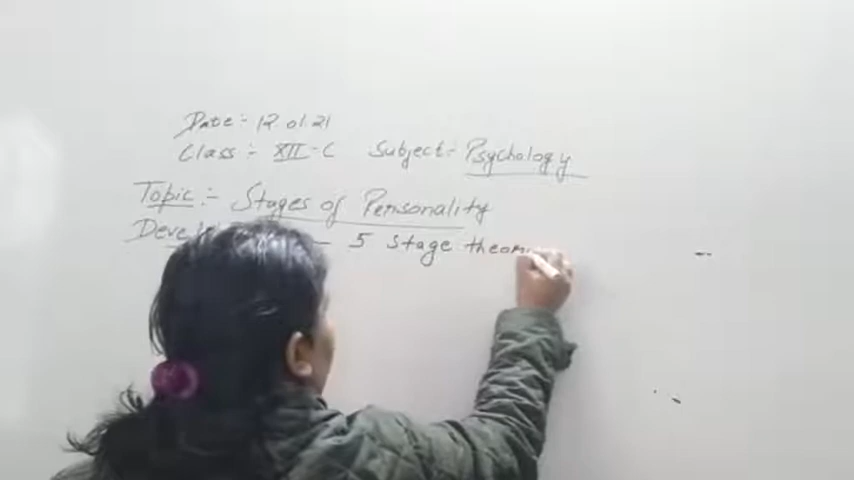 Date :- 12.01.21
Class :- XII-C Subject:- Psychology
Topic :- Stages of Personality
5 Stage